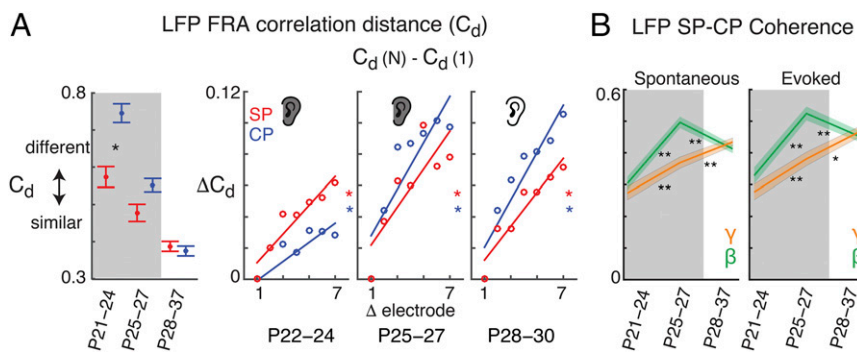 A
LFP FRA correlation distance (Cd)
Cd (N) - Cd (1)
0.8
different
*
Cd
similar
0.3
P21–24
P25–27
P28–37
0.12
SP
CP
ΔCd
*
*
*
*
*
*
0
1
7
1
7
1
7
Δ electrode
P22–24
P25–27
P28–30
B
LFP SP-CP Coherence
Spontaneous
Evoked
0.6
**
**
**
**
**
*
γ
β
γ
β
0
P21–24
P25–27
P28–37
P21–24
P25–27
P28–37